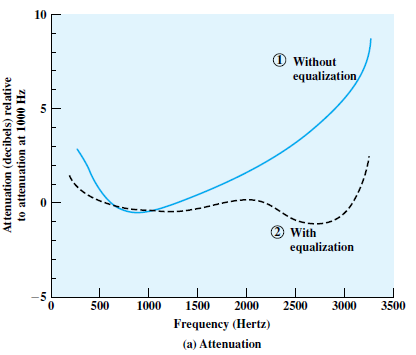 Attenuation (decibels) relative
to attenuation at 1000 Hz
10
5
0
−5
① Without
equalization
② With
equalization
0 500 1000 1500 2000 2500 3000 3500
Frequency (Hertz)
(a) Attenuation